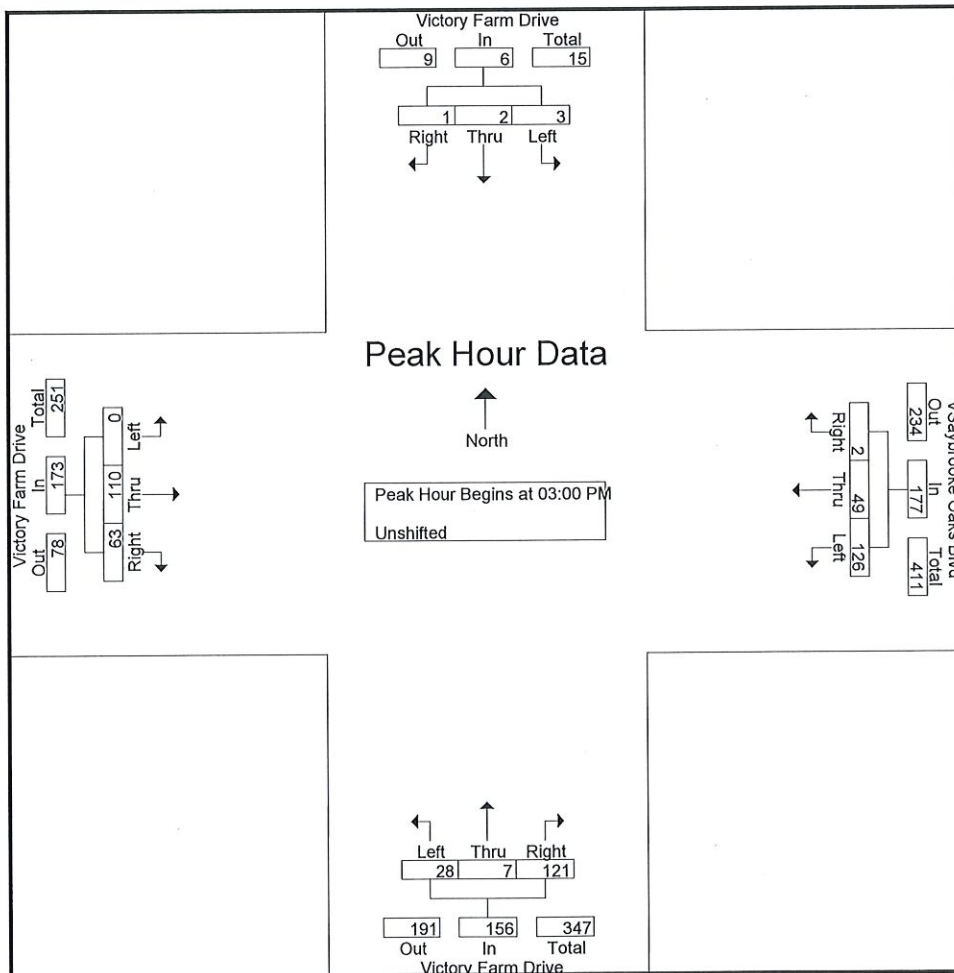 Victory Farm Drive
Out In Total
9 6 15
1 2 3
Right Thru Left
Peak Hour Data
North
Peak Hour Begins at 03:00 PM
Unshifted
Victory Farm Drive
Out In Total
78 173 251
63 110 0
Right Thru Left
VSaybrooke Oaks Blvd
Out In Total
234 177 411
2 49 126
Right Thru Left
Left Thru Right
28 7 121
191 156 347
Out In Total
Victory Farm Drive